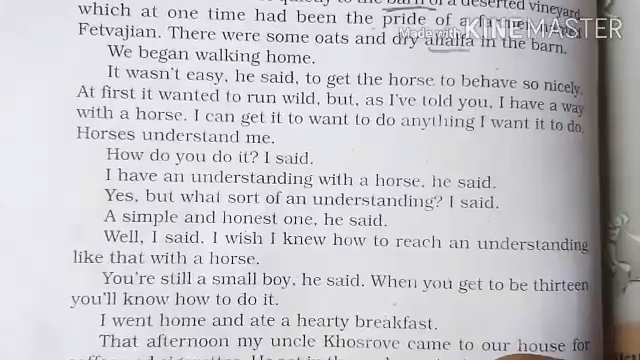 barn of a deserted vineyard
which at one time had been the pride of a farmer
Fetvajian. There were some oats and dry alfalfa in the barn.
We began walking home.
It wasn't easy, he said, to get the horse to behave so nicely.
At first it wanted to run wild, but, as I've told you, I have a way
with a horse. I can get it to want to do anything I want it to do.
Horses understand me.
How do you do it? I said.
I have an understanding with a horse, he said.
Yes, but what sort of an understanding? I said.
A simple and honest one, he said.
Well, I said. I wish I knew how to reach an understanding
like that with a horse.
You're still a small boy, he said. When you get to be thirteen
you'll know how to do it.
I went home and ate a hearty breakfast.
That afternoon my uncle Khosrove came to our house for
Made with KINEMASTER